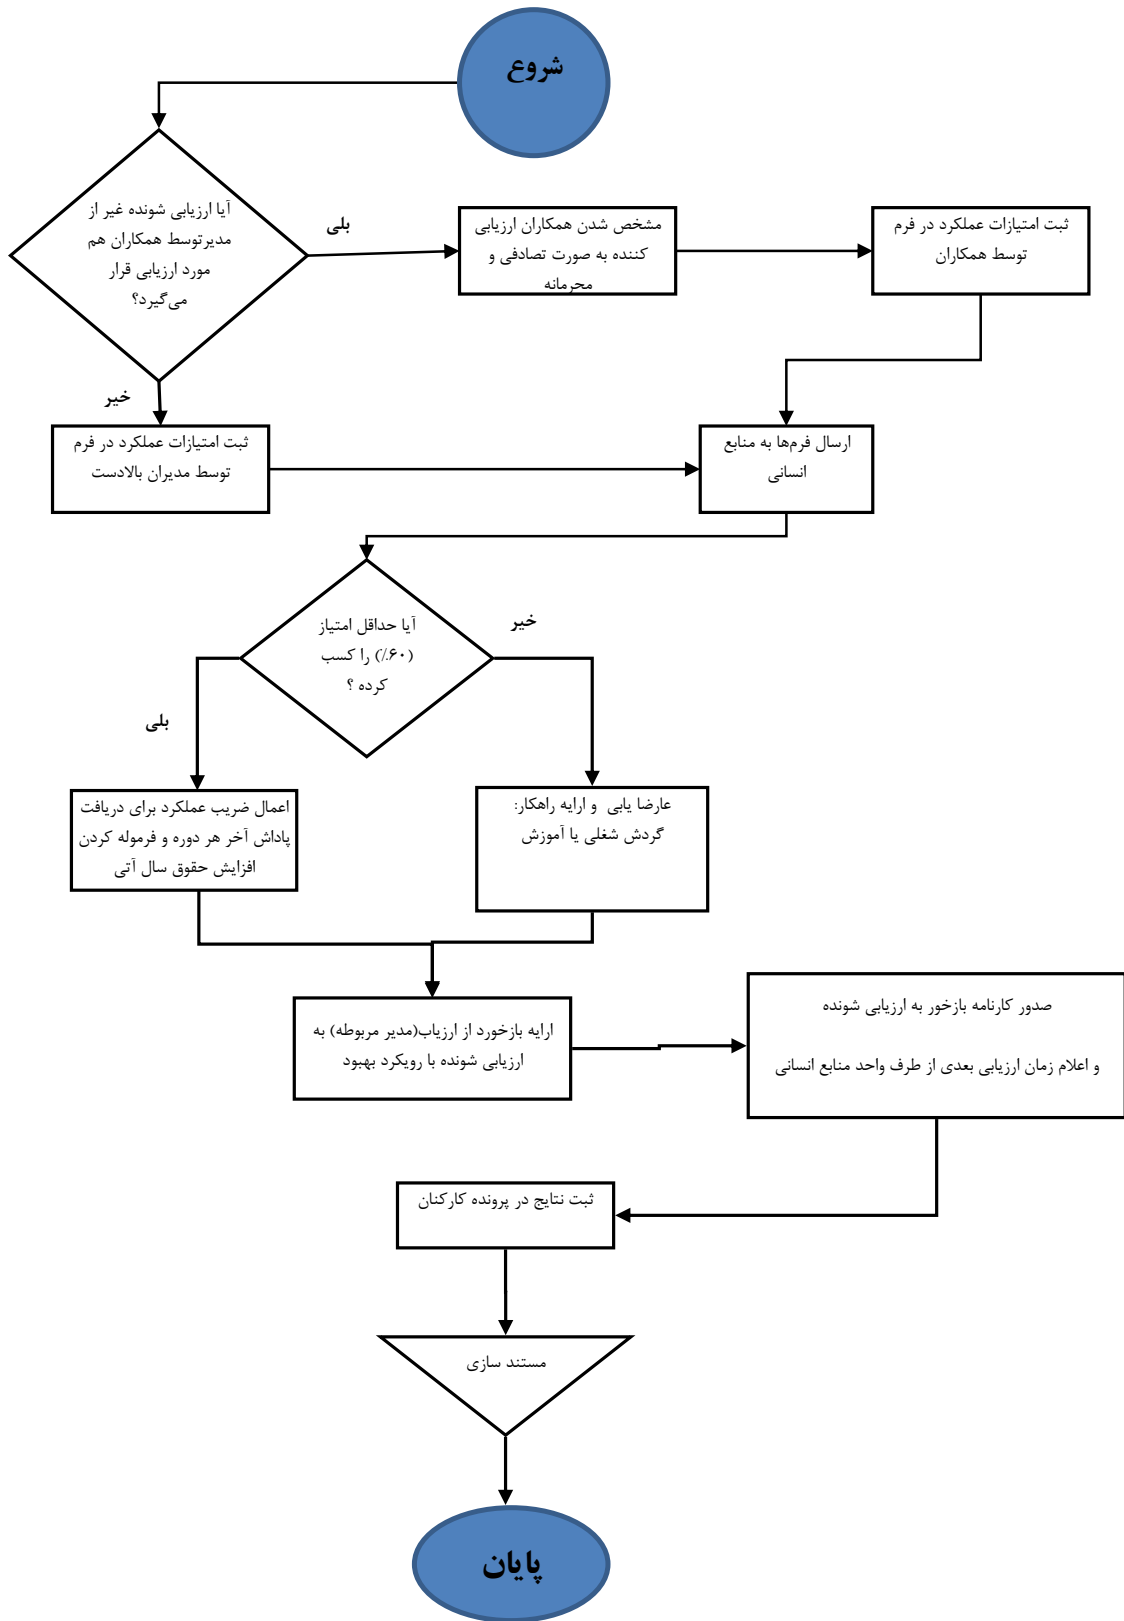 شروع
آیا ارزیابی شونده غیر از
مدیرتوسط همکاران هم
مورد ارزیابی قرار
می‌گیرد؟
بلی
مشخص شدن همکاران ارزیابی
کننده به صورت تصادفی و
محرمانه
ثبت امتیازات عملکرد در فرم
توسط همکاران
خیر
ثبت امتیازات عملکرد در فرم
توسط مدیران بالادست
ارسال فرم‌ها به منابع
انسانی
آیا حداقل امتیاز
(۶۰٪) را کسب
کرده ؟
خیر
بلی
اعمال ضریب عملکرد برای دریافت
پاداش آخر هر دوره و فرموله کردن
افزایش حقوق سال آتی
عارضا یابی و ارایه راهکار:
گردش شغلی یا آموزش
ارایه بازخورد از ارزیاب(مدیر مربوطه) به
ارزیابی شونده با رویکرد بهبود
صدور کارنامه بازخور به ارزیابی شونده
و اعلام زمان ارزیابی بعدی از طرف واحد منابع انسانی
ثبت نتایج در پرونده کارکنان
مستند سازی
پایان